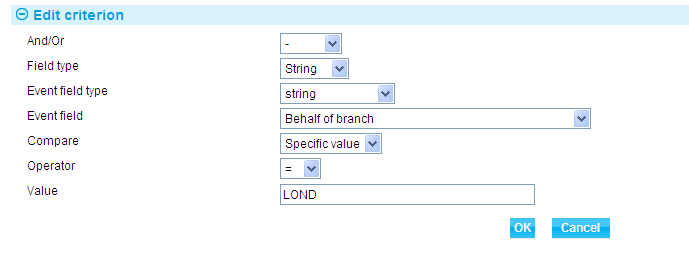 Edit criterion
And/Or -
Field type String
Event field type string
Event field Behalf of branch
Compare Specific value
Operator =
Value LOND
OK Cancel